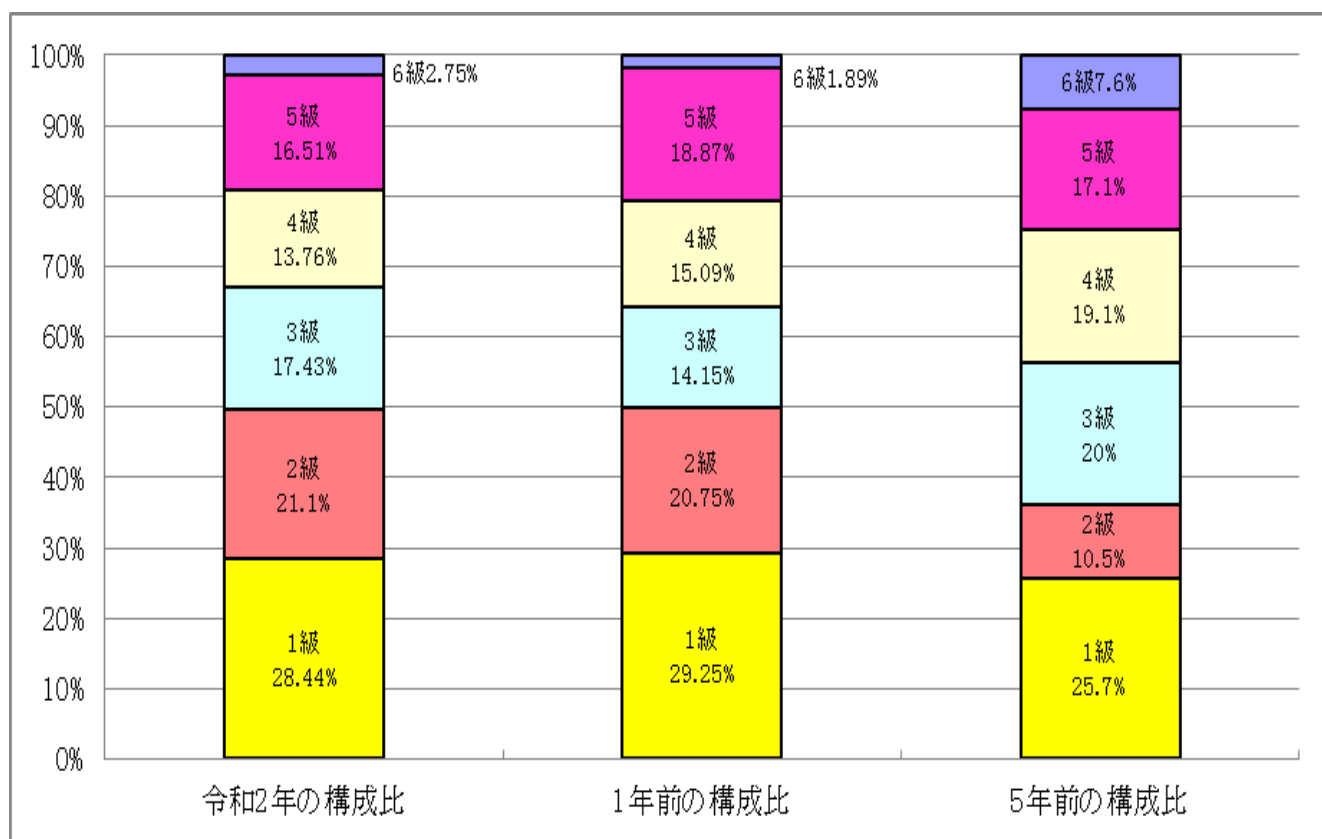 100%
90%
80%
70%
60%
50%
40%
30%
20%
10%
0%
6級2.75%
5級
16.51%
4級
13.76%
3級
17.43%
2級
21.1%
1級
28.44%
6級1.89%
5級
18.87%
4級
15.09%
3級
14.15%
2級
20.75%
1級
29.25%
6級7.6%
5級
17.1%
4級
19.1%
3級
20%
2級
10.5%
1級
25.7%
令和2年の構成比
1年前の構成比
5年前の構成比